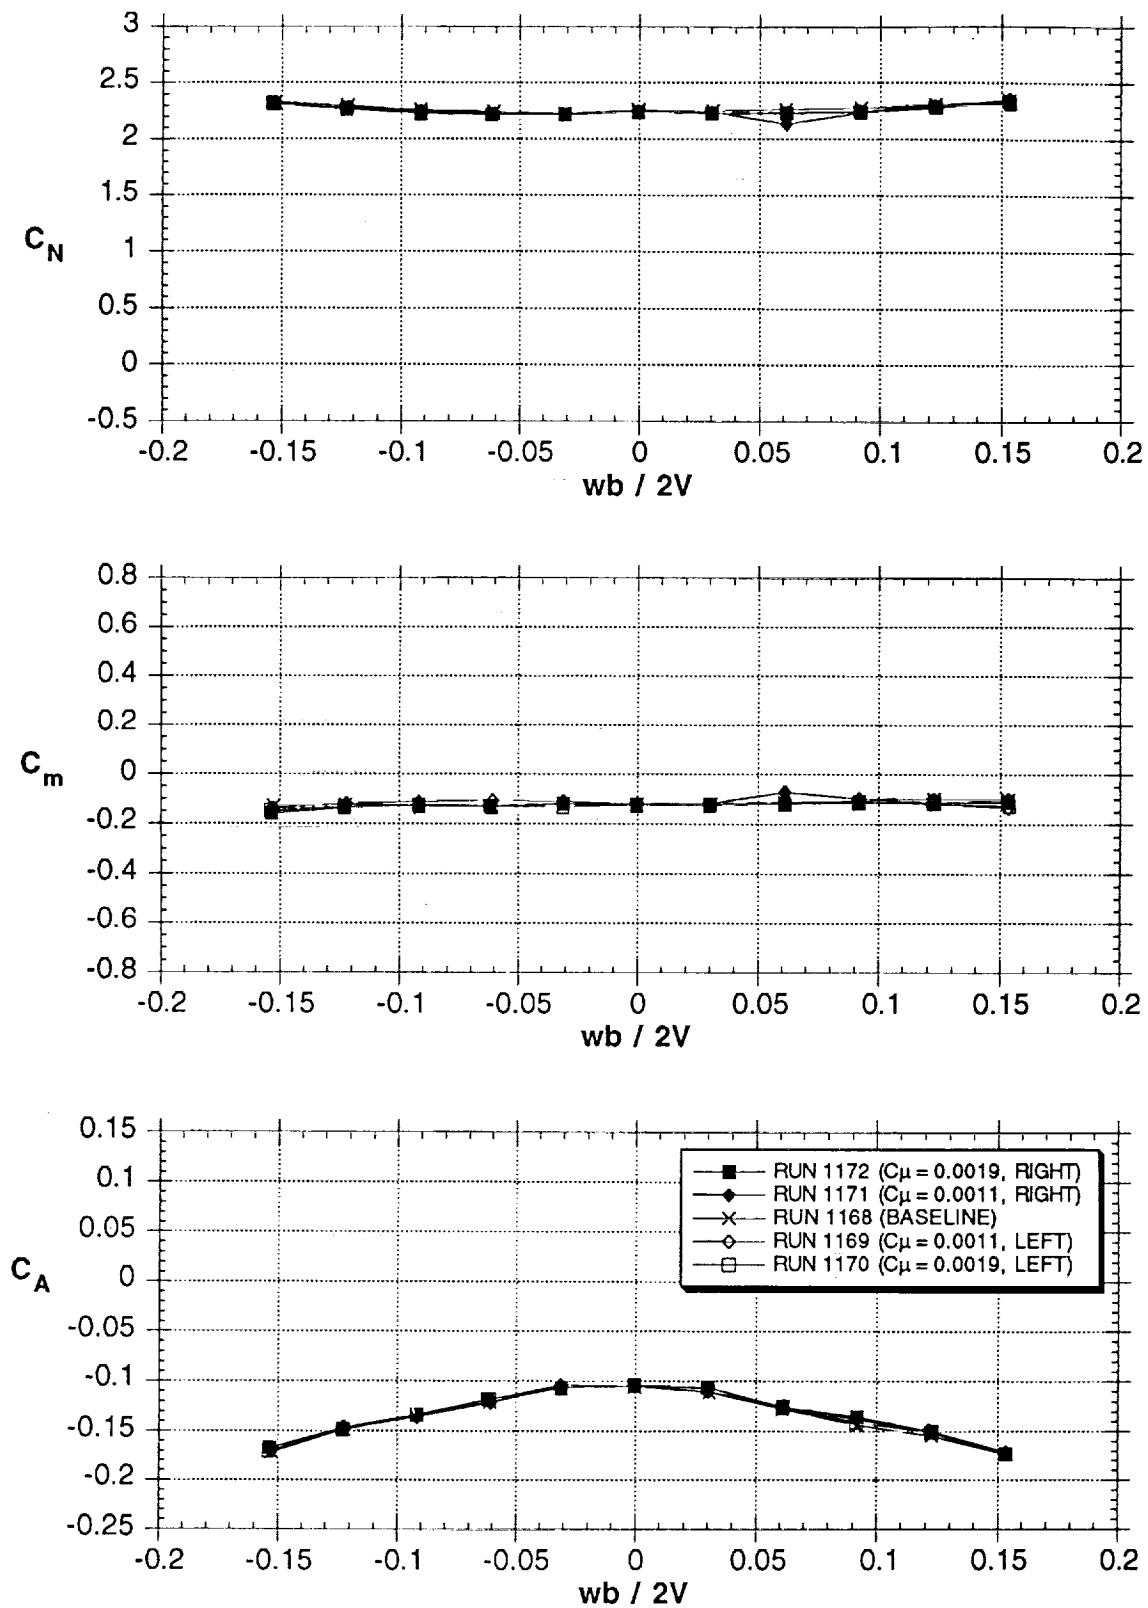 3
2.5
2
1.5
C_N
1
0.5
0
-0.5
-0.2 -0.15 -0.1 -0.05 0 0.05 0.1 0.15 0.2
wb / 2V
0.8
0.6
0.4
0.2
C_m
0
-0.2
-0.4
-0.6
-0.8
-0.2 -0.15 -0.1 -0.05 0 0.05 0.1 0.15 0.2
wb / 2V
0.15
0.1
0.05
C_A
0
-0.05
-0.1
-0.15
-0.2
-0.25
RUN 1172 (Cμ = 0.0019, RIGHT)
RUN 1171 (Cμ = 0.0011, RIGHT)
RUN 1168 (BASELINE)
RUN 1169 (Cμ = 0.0011, LEFT)
RUN 1170 (Cμ = 0.0019, LEFT)
-0.2 -0.15 -0.1 -0.05 0 0.05 0.1 0.15 0.2
wb / 2V